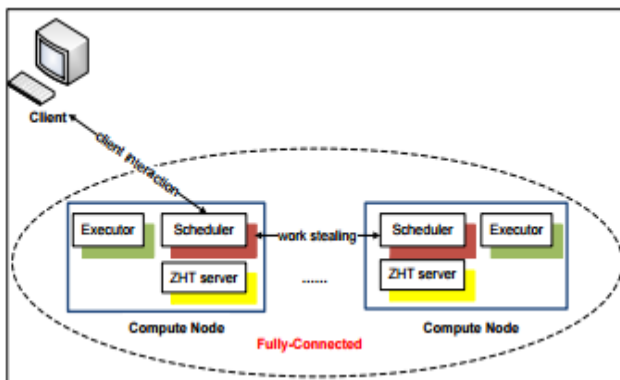 Client
client interaction
Executor
Scheduler
work stealing
Scheduler
Executor
ZHT server
......
ZHT server
Compute Node
Compute Node
Fully-Connected